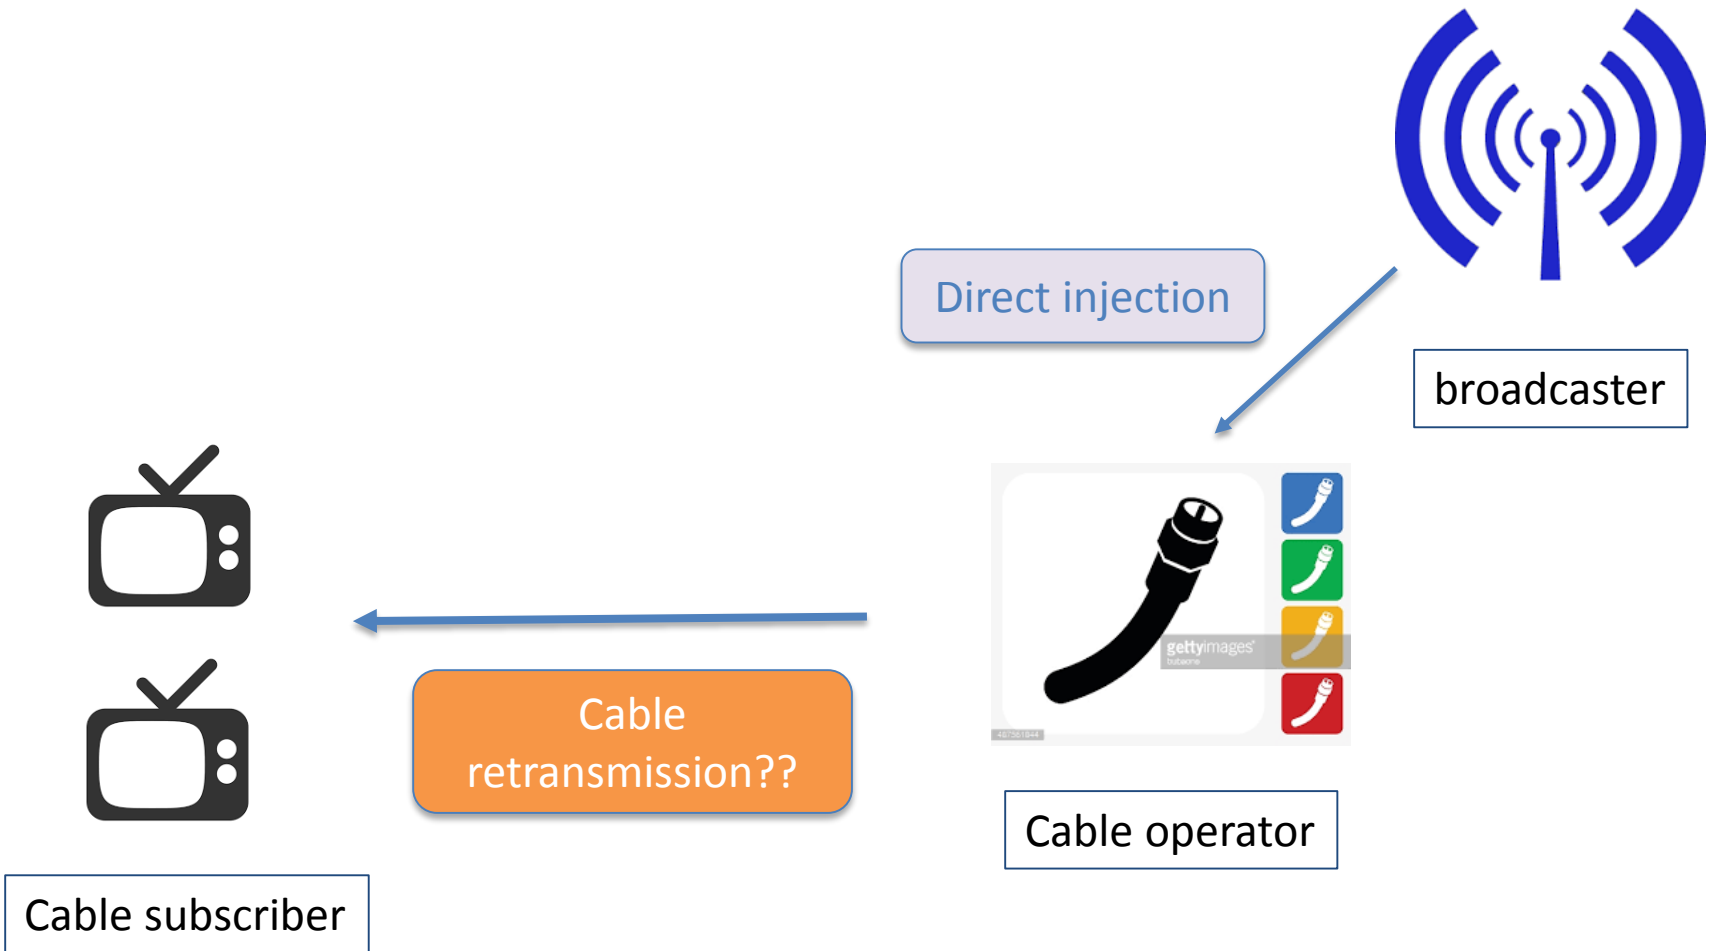 Direct injection
broadcaster
gettyimages®
Cable
retransmission??
Cable operator
Cable subscriber